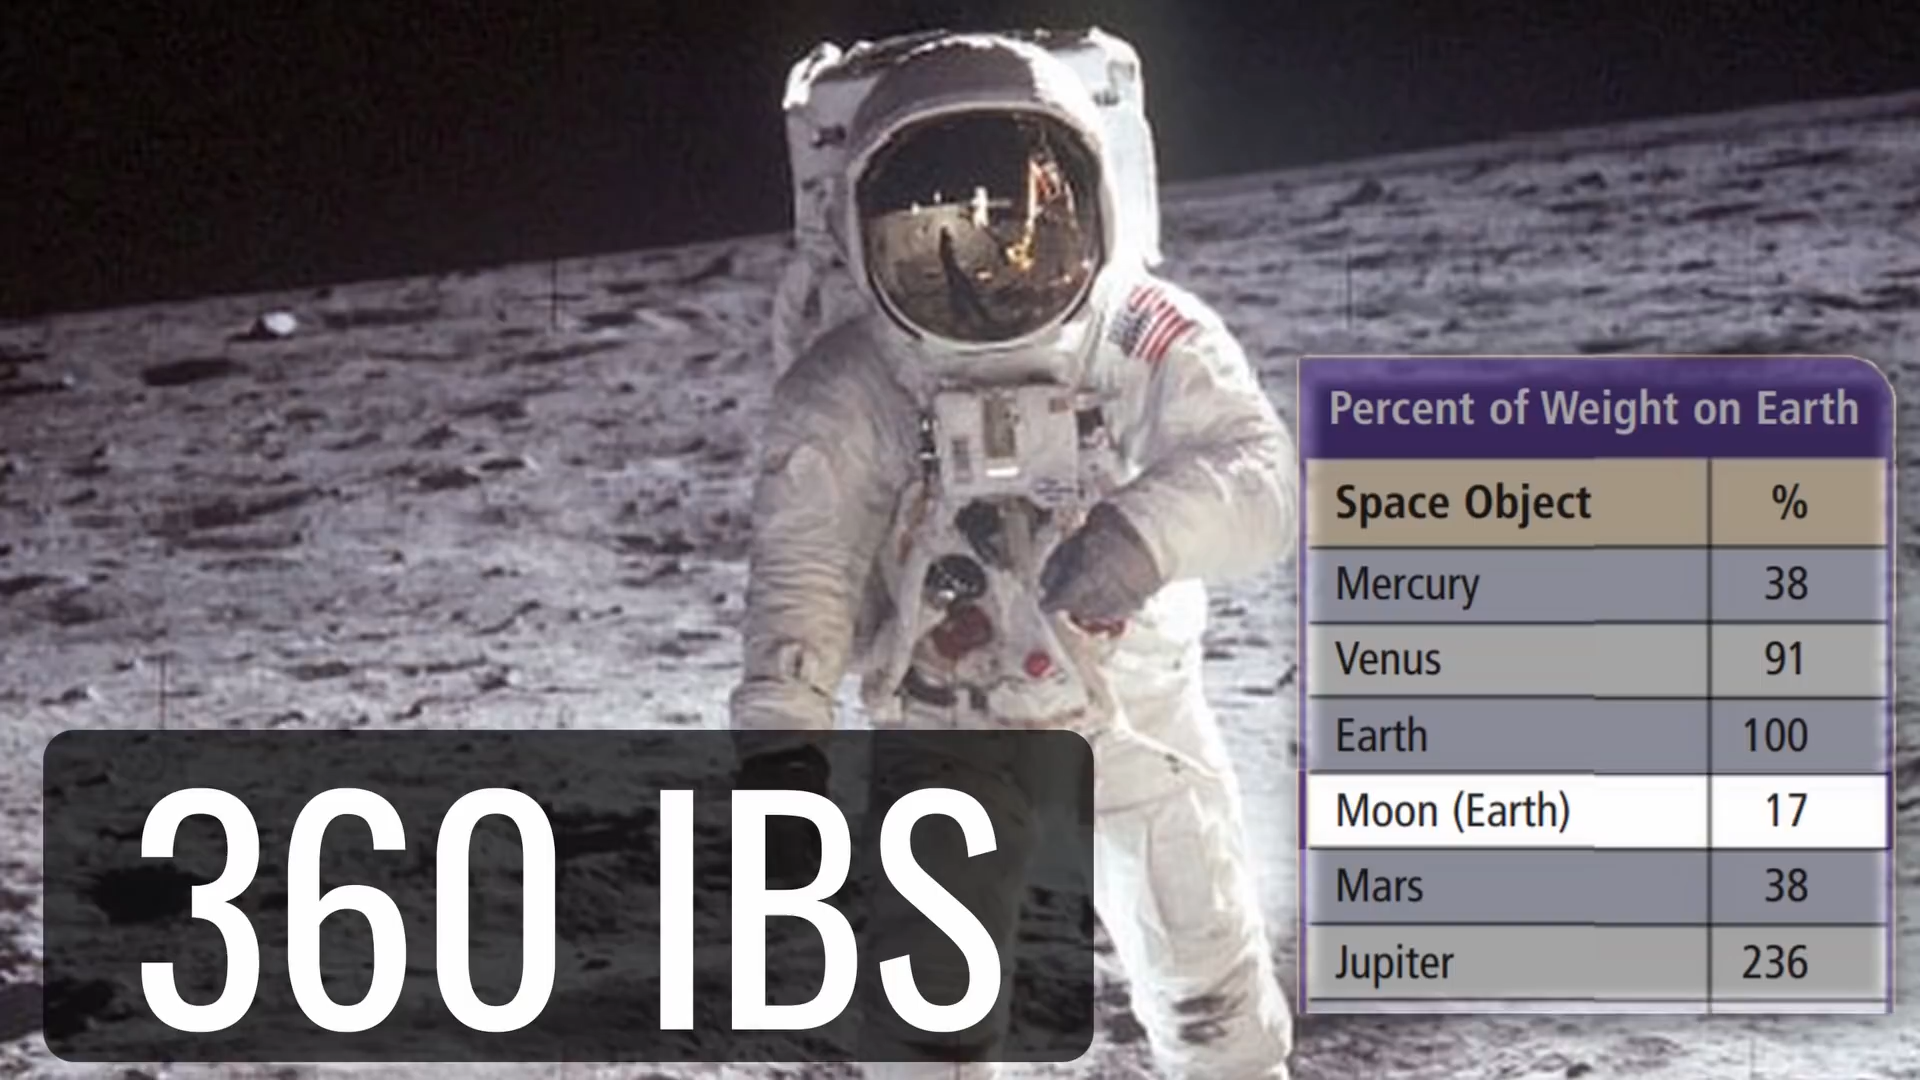 360 IBS
Percent of Weight on Earth
Space Object %
Mercury 38
Venus 91
Earth 100
Moon (Earth) 17
Mars 38
Jupiter 236